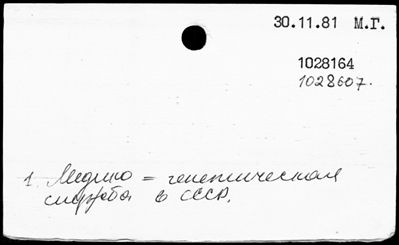 30.11.81 М.Г.
1028164
1028607.
1. Медико = генетическая
служба в СССР.